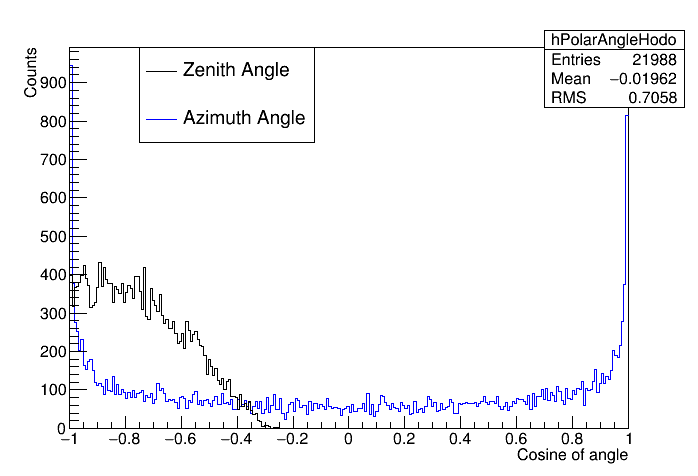 hPolarAngleHodo
Entries 21988
Mean −0.01962
RMS 0.7058
Zenith Angle
Azimuth Angle
Counts
900
800
700
600
500
400
300
200
100
0
−1 −0.8 −0.6 −0.4 −0.2 0 0.2 0.4 0.6 0.8 1
Cosine of angle